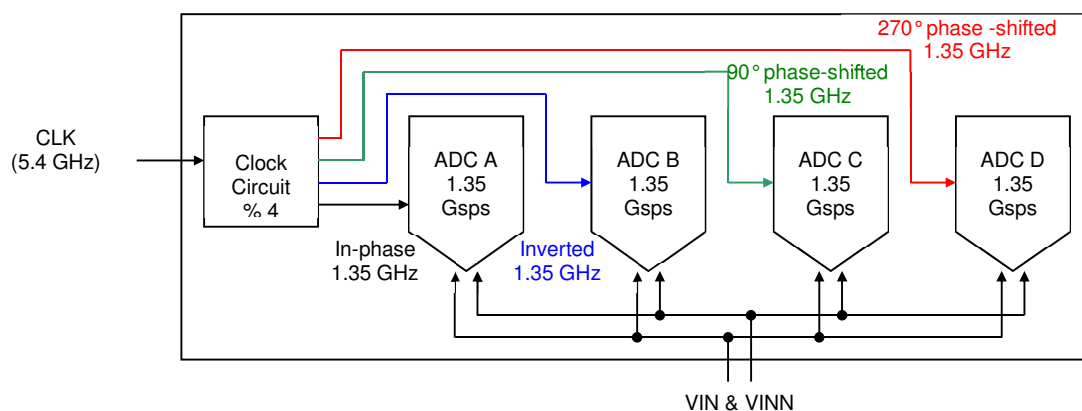 270° phase -shifted
1.35 GHz
90° phase-shifted
1.35 GHz
CLK
(5.4 GHz)
Clock
Circuit
% 4
ADC A
1.35
Gsps
ADC B
1.35
Gsps
ADC C
1.35
Gsps
ADC D
1.35
Gsps
In-phase
1.35 GHz
Inverted
1.35 GHz
VIN & VINN